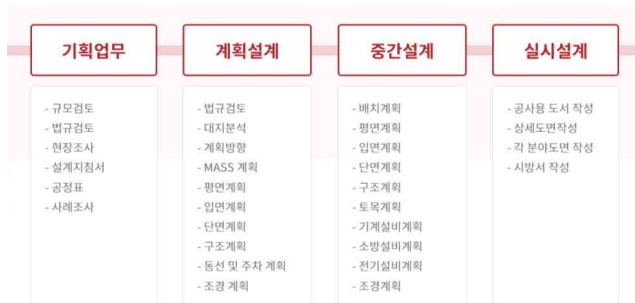 기획업무
- 규모검토
- 법규검토
- 현장조사
- 설계지침서
- 공정표
- 사례조사
계획설계
- 법규검토
- 대지분석
- 계획방향
- MASS 계획
- 평면계획
- 입면계획
- 단면계획
- 구조계획
- 동선 및 주차 계획
- 조경 계획
중간설계
- 배치계획
- 평면계획
- 입면계획
- 단면계획
- 구조계획
- 토목계획
- 기계설비계획
- 소방설비계획
- 전기설비계획
- 조경계획
실시설계
- 공사용 도서 작성
- 상세도면작성
- 각 분야도면 작성
- 시방서 작성